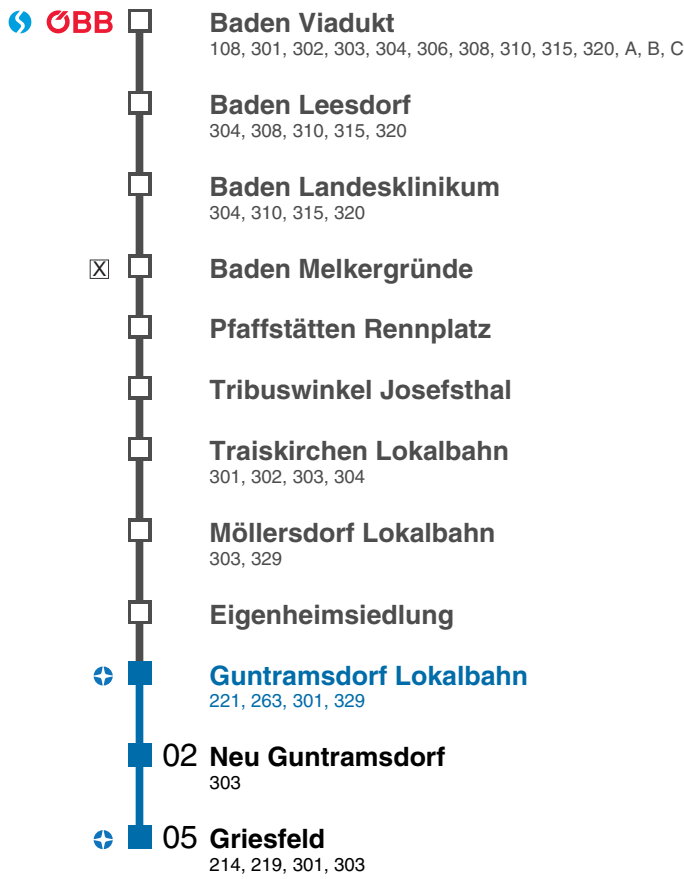 ÖBB Baden Viadukt
108, 301, 302, 303, 304, 306, 308, 310, 315, 320, A, B, C
Baden Leesdorf
304, 308, 310, 315, 320
Baden Landesklinikum
304, 310, 315, 320
X Baden Melkergründe
Pfaffstätten Rennplatz
Tribuswinkel Josefsthal
Traiskirchen Lokalbahn
301, 302, 303, 304
Möllersdorf Lokalbahn
303, 329
Eigenheimsiedlung
Guntramsdorf Lokalbahn
221, 263, 301, 329
02 Neu Guntramsdorf
303
05 Griesfeld
214, 219, 301, 303